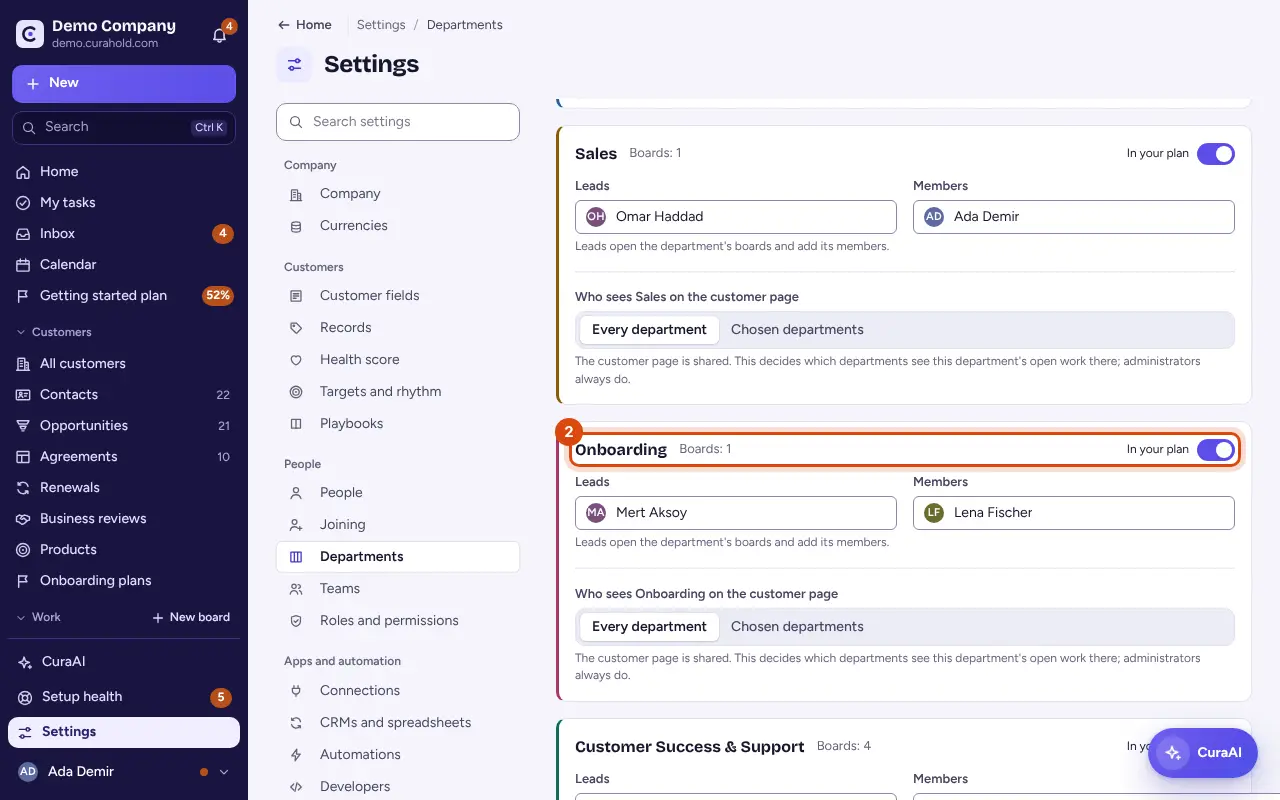 Demo Company
demo.curahold.com
4
New
Search
Ctrl K
Home
My tasks
Inbox
4
Calendar
Getting started plan
52%
Customers
All customers
Contacts
22
Opportunities
21
Agreements
10
Renewals
Business reviews
Products
Onboarding plans
Work
New board
CuraAI
Setup health
5
Settings
AD
Ada Demir
Home
Settings / Departments
Settings
Search settings
Company
Company
Currencies
Customers
Customer fields
Records
Health score
Targets and rhythm
Playbooks
People
People
Joining
Departments
Teams
Roles and permissions
Apps and automation
Connections
CRMs and spreadsheets
Automations
Developers
Sales
Boards: 1
In your plan
Leads
Members
OH
Omar Haddad
AD
Ada Demir
Leads open the department's boards and add its members.
Who sees Sales on the customer page
Every department
Chosen departments
The customer page is shared. This decides which departments see this department's open work there; administrators
always do.
2
Onboarding
Boards: 1
In your plan
Leads
Members
MA
Mert Aksoy
LF
Lena Fischer
Leads open the department's boards and add its members.
Who sees Onboarding on the customer page
Every department
Chosen departments
The customer page is shared. This decides which departments see this department's open work there; administrators
always do.
Customer Success & Support
Boards: 4
In
CuraAI
Leads
Members